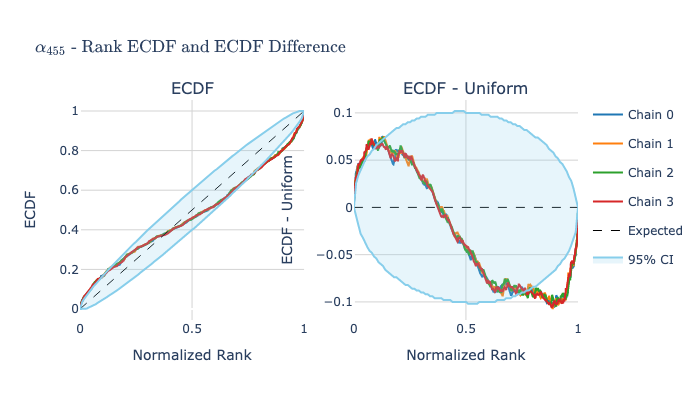 α455 - Rank ECDF and ECDF Difference
ECDF
ECDF
1
0.8
0.6
0.4
0.2
0
0
0.5
1
Normalized Rank
ECDF - Uniform
ECDF - Uniform
0.1
0.05
0
−0.05
−0.1
0
0.5
1
Normalized Rank
Chain 0
Chain 1
Chain 2
Chain 3
Expected
95% CI